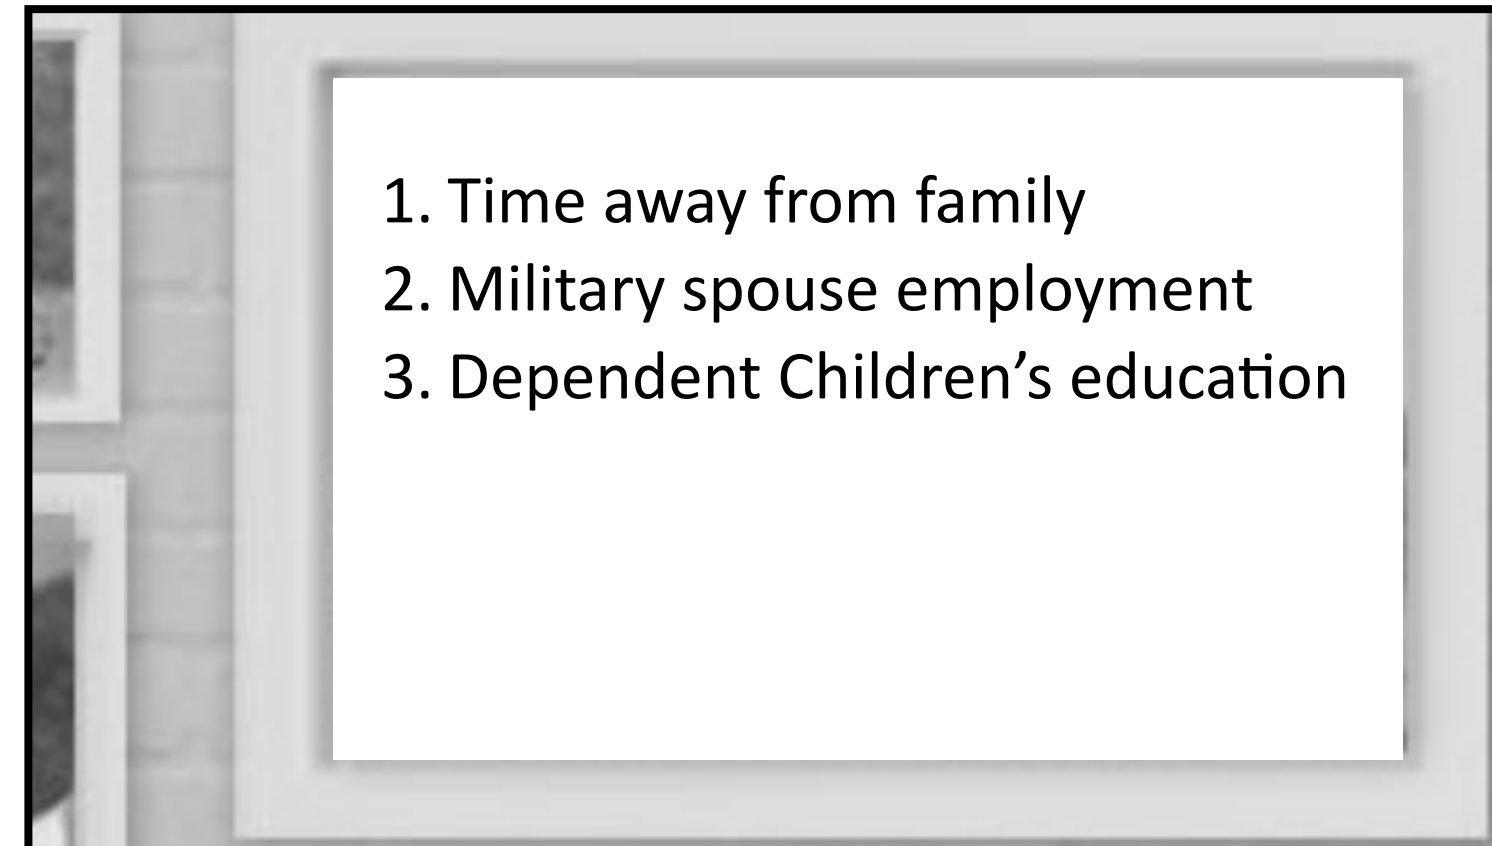 1. Time away from family
2. Military spouse employment
3. Dependent Children’s education